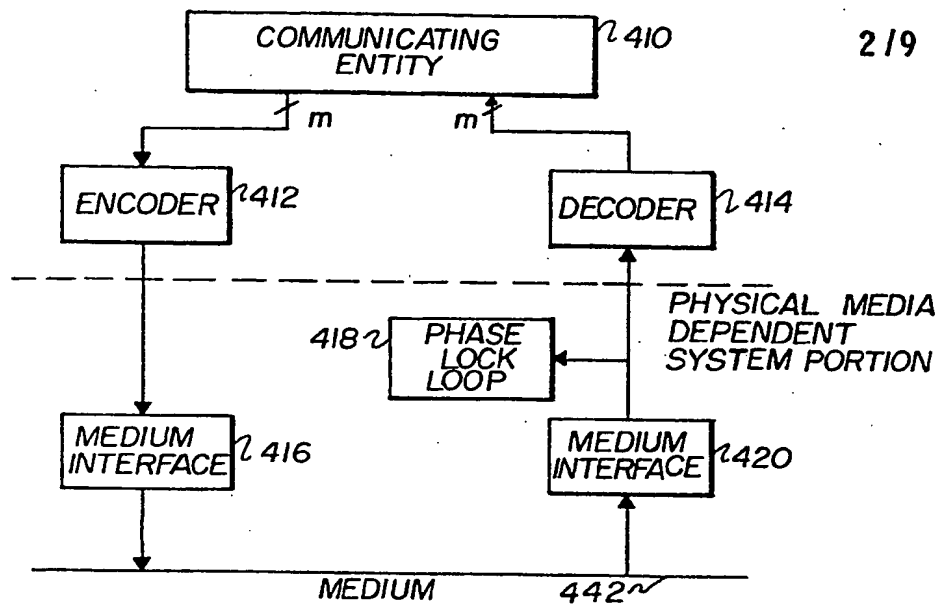 COMMUNICATING
ENTITY
410
2/9
m
m
ENCODER
412
DECODER
414
PHYSICAL MEDIA
DEPENDENT
SYSTEM PORTION
418
PHASE
LOCK
LOOP
MEDIUM
INTERFACE
416
MEDIUM
INTERFACE
420
MEDIUM
442